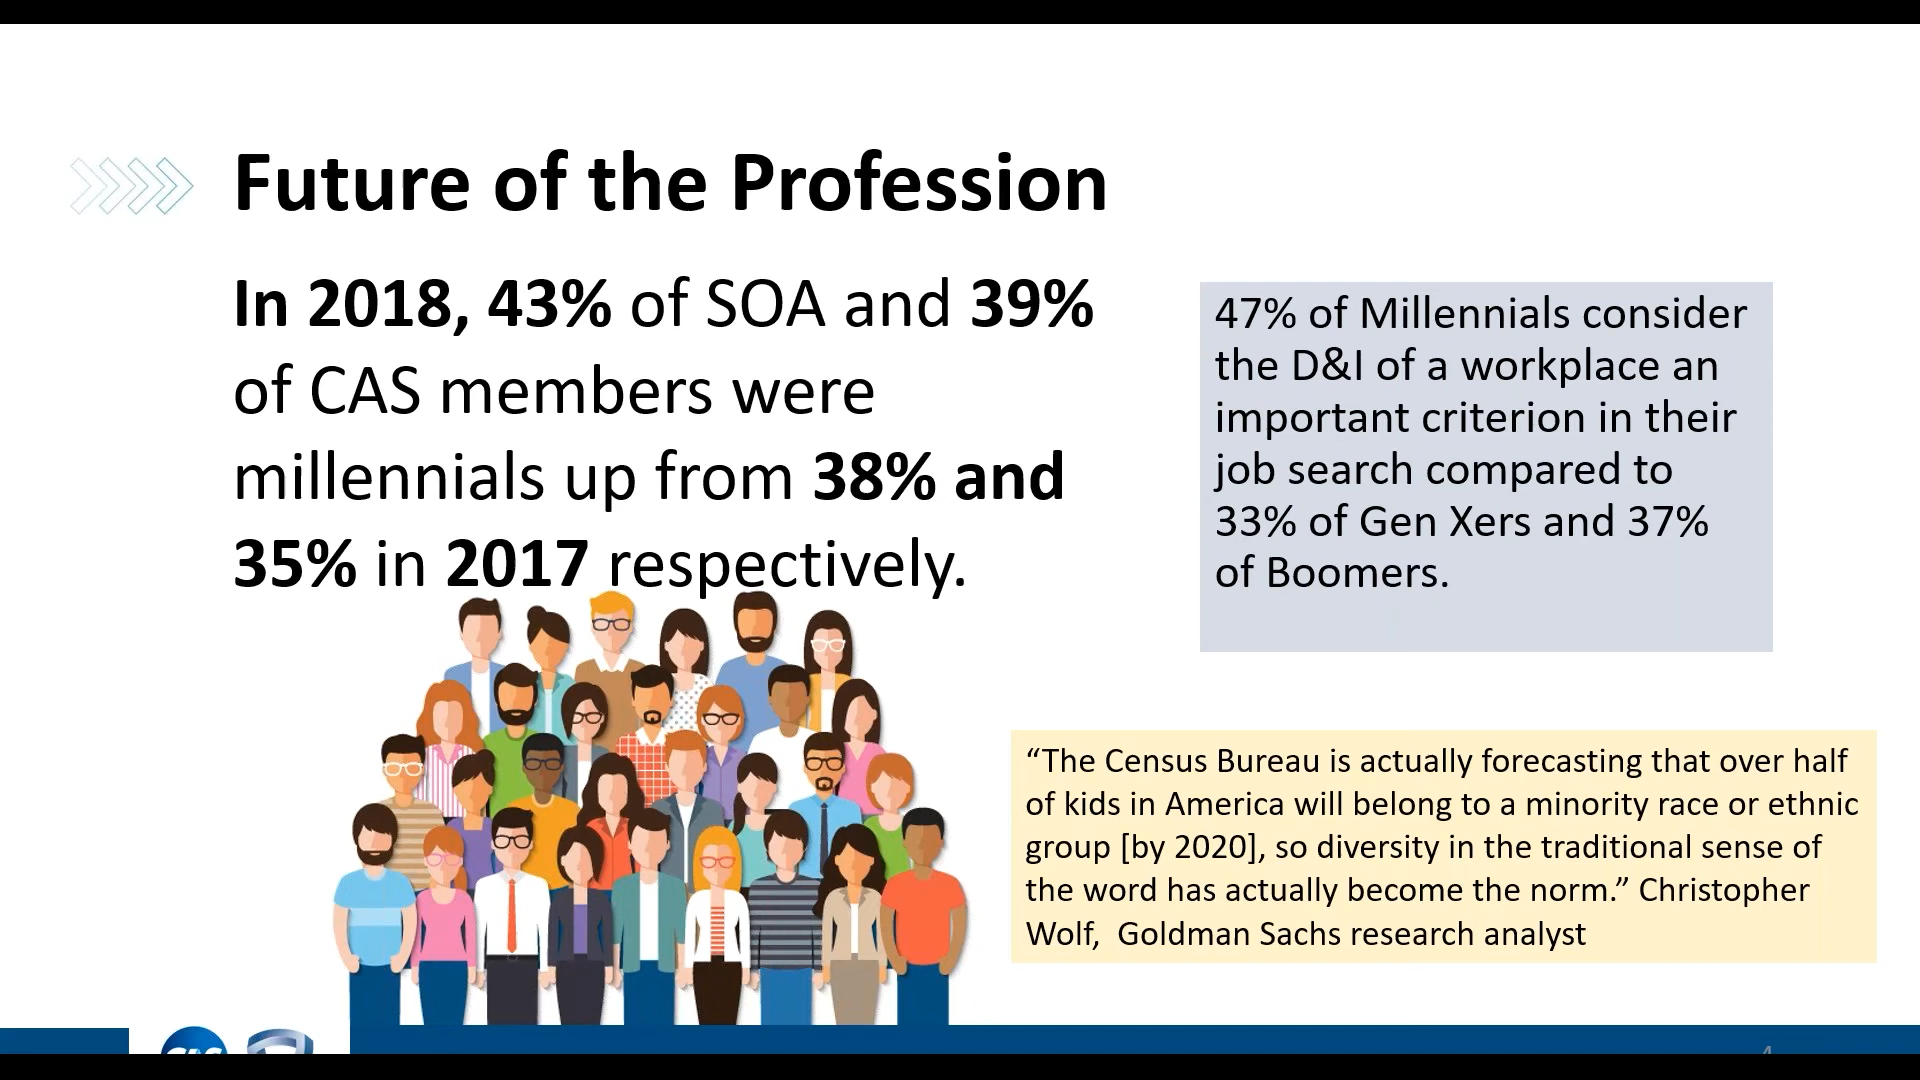 Future of the Profession
In 2018, 43% of SOA and 39%
of CAS members were
millennials up from 38% and
35% in 2017 respectively.
47% of Millennials consider
the D&I of a workplace an
important criterion in their
job search compared to
33% of Gen Xers and 37%
of Boomers.
“The Census Bureau is actually forecasting that over half
of kids in America will belong to a minority race or ethnic
group [by 2020], so diversity in the traditional sense of
the word has actually become the norm.” Christopher
Wolf,  Goldman Sachs research analyst
CAS
4